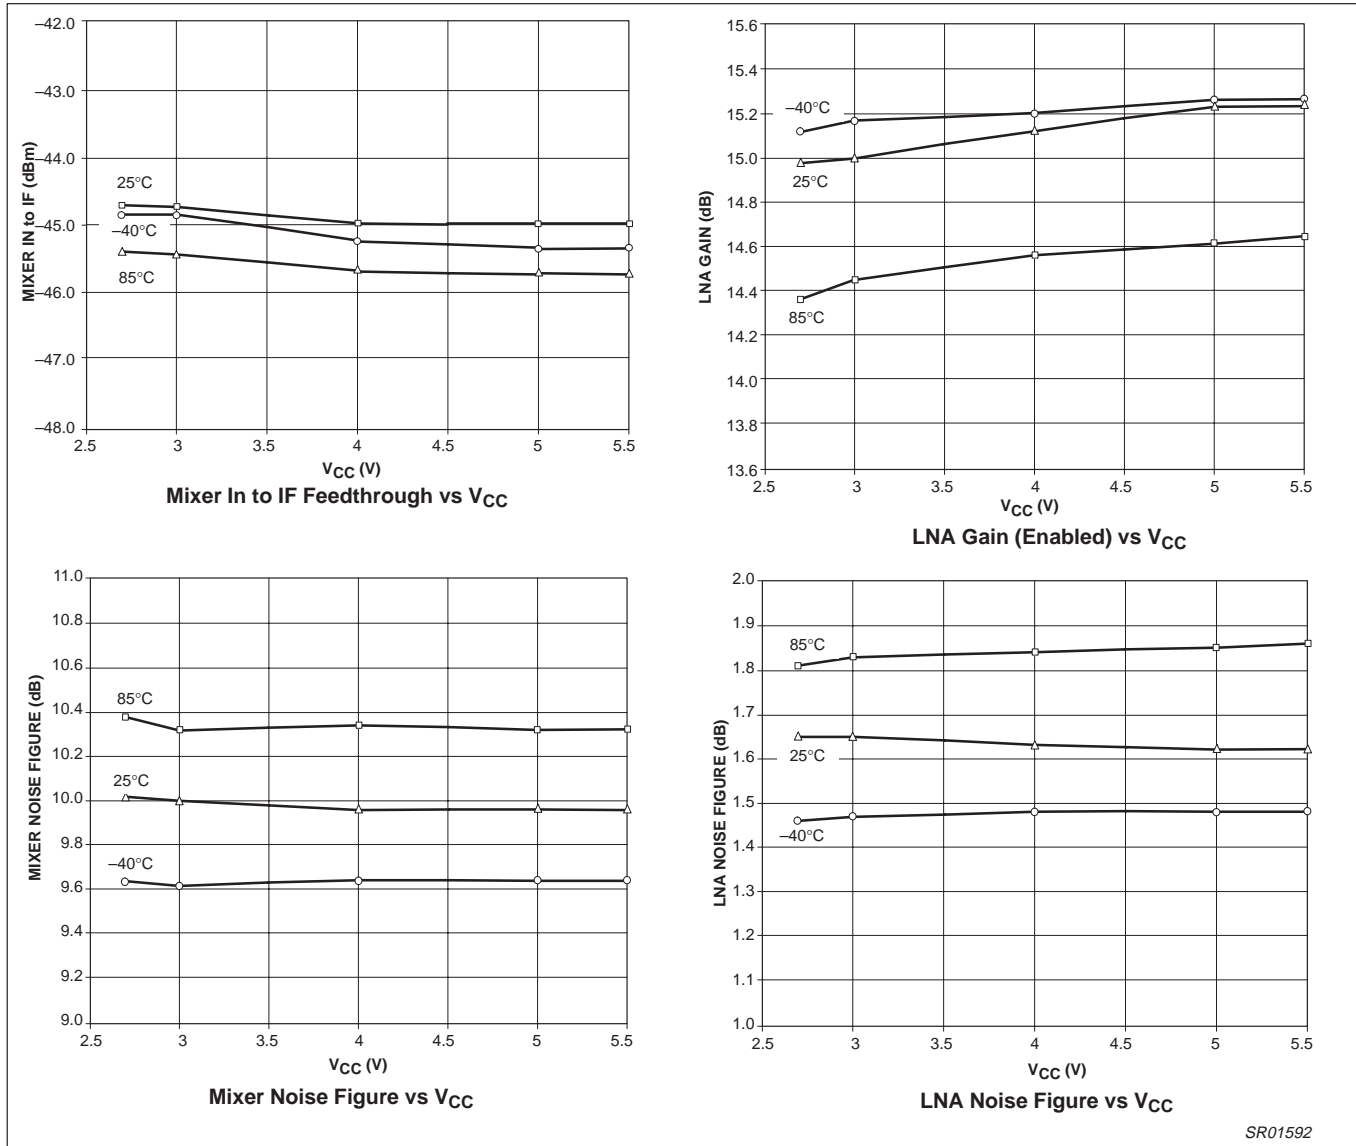 –42.0
–43.0
–44.0
–45.0
–46.0
–47.0
–48.0
MIXER IN to IF (dBm)
25°C
–40°C
85°C
2.5 3 3.5 4 4.5 5 5.5
VCC (V)
Mixer In to IF Feedthrough vs VCC
15.6
15.4
15.2
15.0
14.8
14.6
14.4
14.2
14.0
13.8
13.6
LNA GAIN (dB)
–40°C
25°C
85°C
2.5 3 3.5 4 4.5 5 5.5
VCC (V)
LNA Gain (Enabled) vs VCC
11.0
10.8
10.6
10.4
10.2
10.0
9.8
9.6
9.4
9.2
9.0
MIXER NOISE FIGURE (dB)
85°C
25°C
–40°C
2.5 3 3.5 4 4.5 5 5.5
VCC (V)
Mixer Noise Figure vs VCC
2.0
1.9
1.8
1.7
1.6
1.5
1.4
1.3
1.2
1.1
1.0
LNA NOISE FIGURE (dB)
85°C
25°C
–40°C
2.5 3 3.5 4 4.5 5 5.5
VCC (V)
LNA Noise Figure vs VCC
SR01592